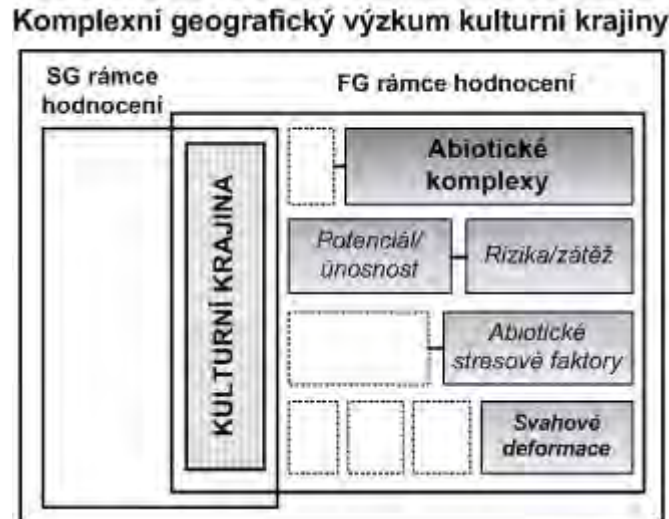 Komplexní geografický výzkum kulturní krajiny
SG rámce
hodnocení
FG rámce hodnocení
KULTURNÍ KRAJINA
Abiotické
komplexy
Potenciál/
únosnost
Rizika/zátěž
Abiotické
stresové faktory
Svahové
deformace